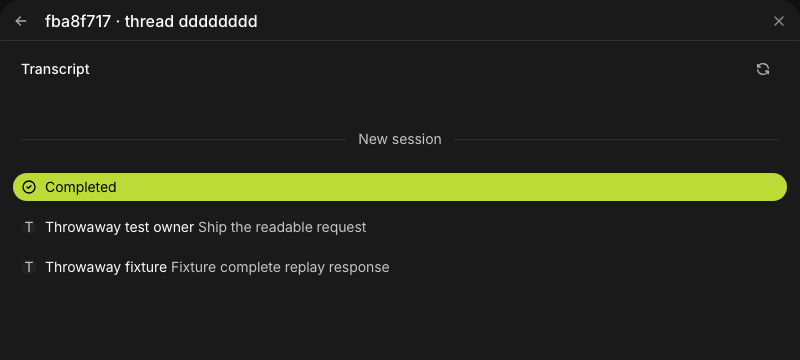 fba8f717 · thread dddddddd
Transcript
New session
Completed
T Throwaway test owner Ship the readable request
T Throwaway fixture Fixture complete replay response